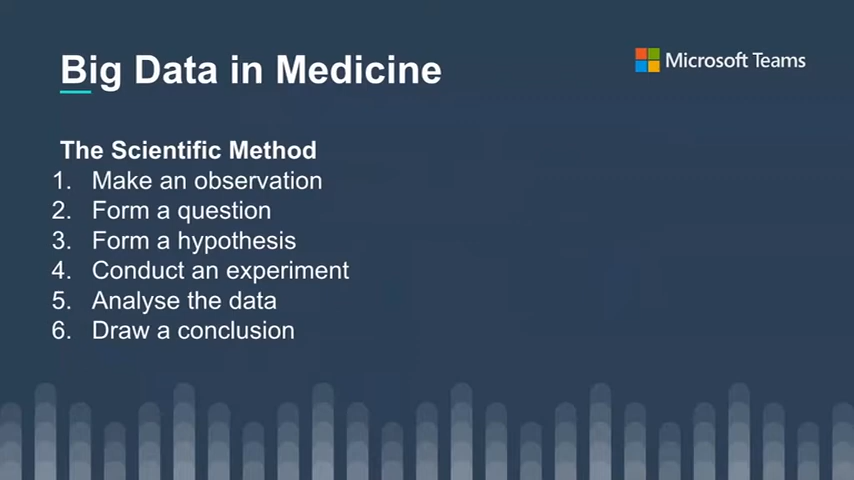 Big Data in Medicine
Microsoft Teams
The Scientific Method
1. Make an observation
2. Form a question
3. Form a hypothesis
4. Conduct an experiment
5. Analyse the data
6. Draw a conclusion